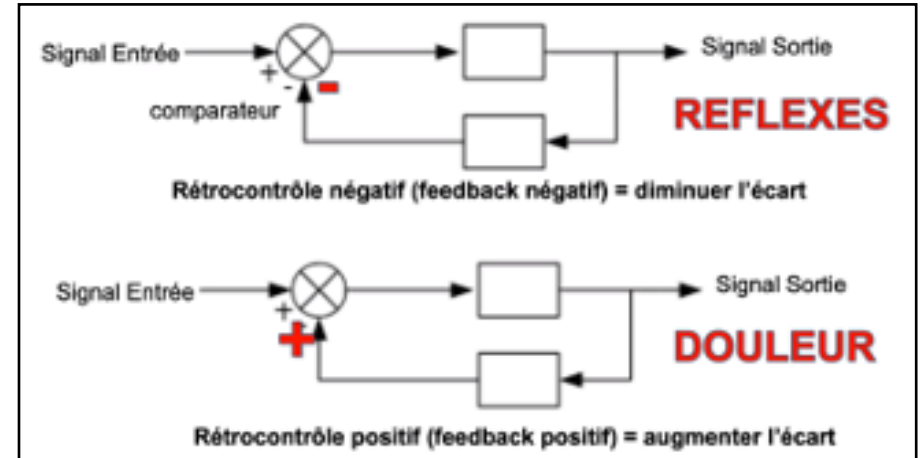 Signal Entrée
+
-
-
Signal Sortie
comparateur
REFLEXES
Rétrocontrôle négatif (feedback négatif) = diminuer l'écart
Signal Entrée
+
+
Signal Sortie
DOULEUR
Rétrocontrôle positif (feedback positif) = augmenter l'écart